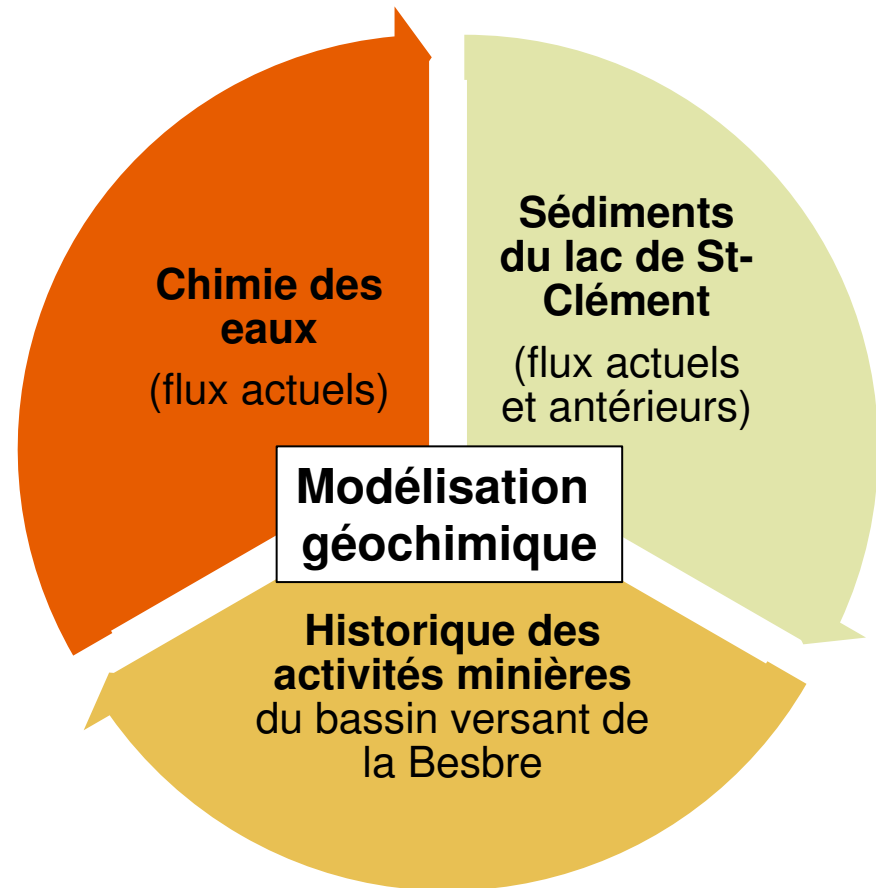 Chimie des
eaux
(flux actuels)
Sédiments
du lac de St-
Clément
(flux actuels
et antérieurs)
Modélisation
géochimique
Historique des
activités minières
du bassin versant de
la Besbre